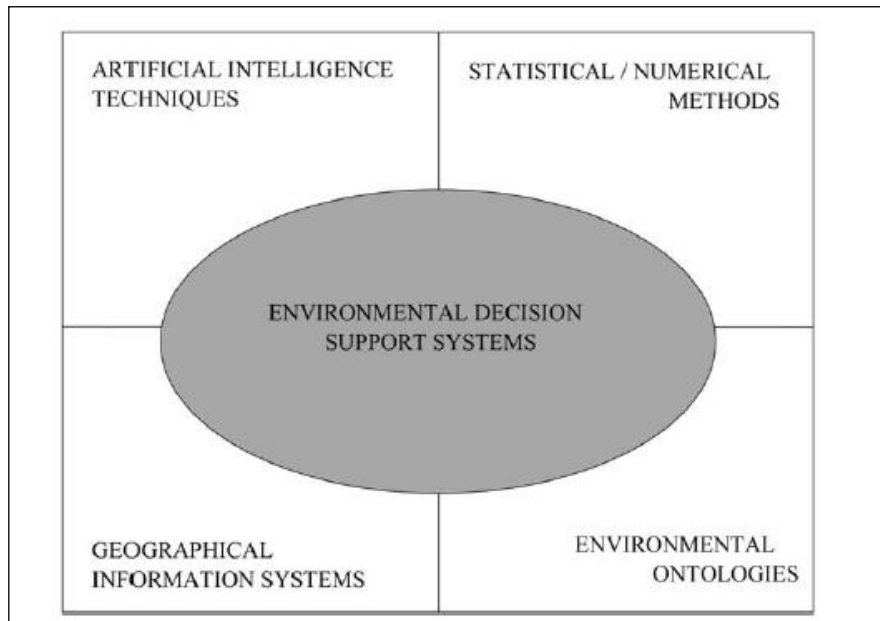 ARTIFICIAL INTELLIGENCE
TECHNIQUES
STATISTICAL / NUMERICAL
METHODS
ENVIRONMENTAL DECISION
SUPPORT SYSTEMS
GEOGRAPHICAL
INFORMATION SYSTEMS
ENVIRONMENTAL
ONTOLOGIES